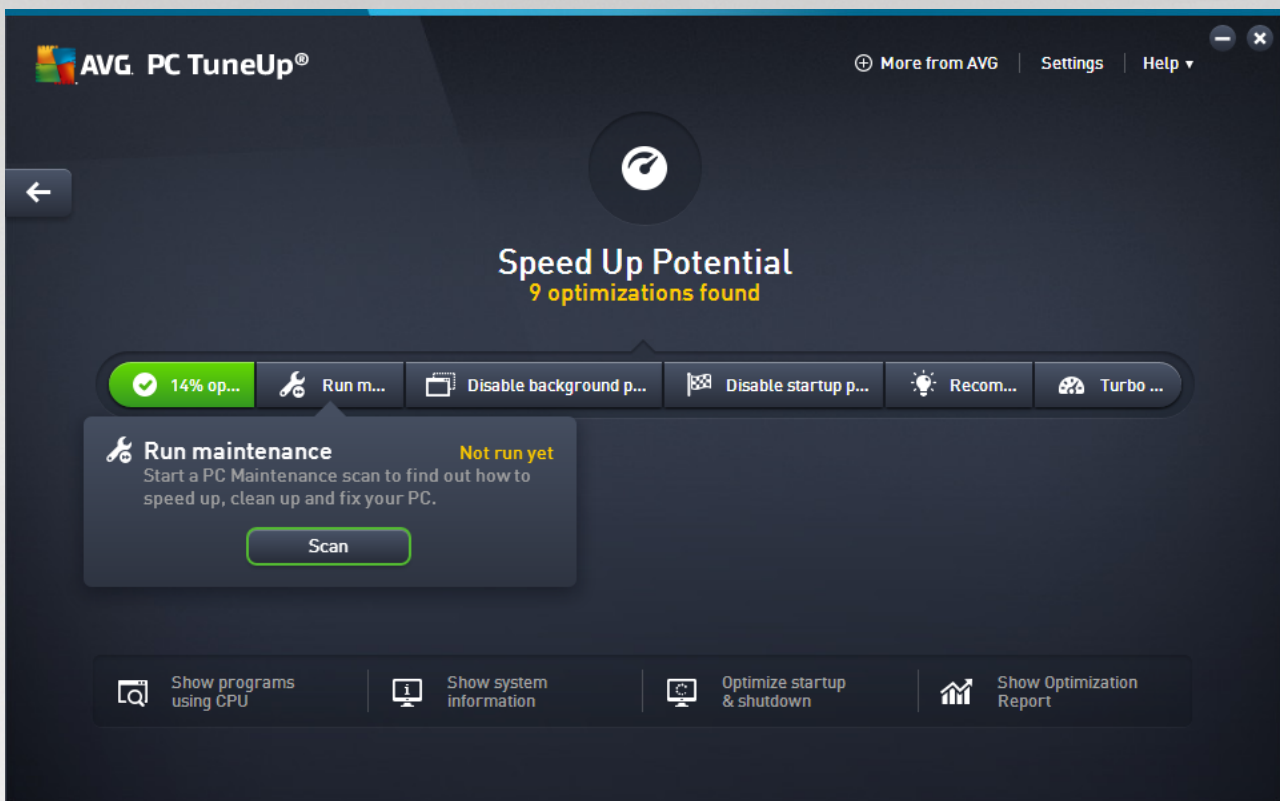 AVG. PC TuneUp®
More from AVG
Settings
Help
Speed Up Potential
9 optimizations found
14% op...
Run m...
Disable background p...
Disable startup p...
Recom...
Turbo ...
Run maintenance
Not run yet
Start a PC Maintenance scan to find out how to
speed up, clean up and fix your PC.
Scan
Show programs
using CPU
Show system
information
Optimize startup
& shutdown
Show Optimization
Report